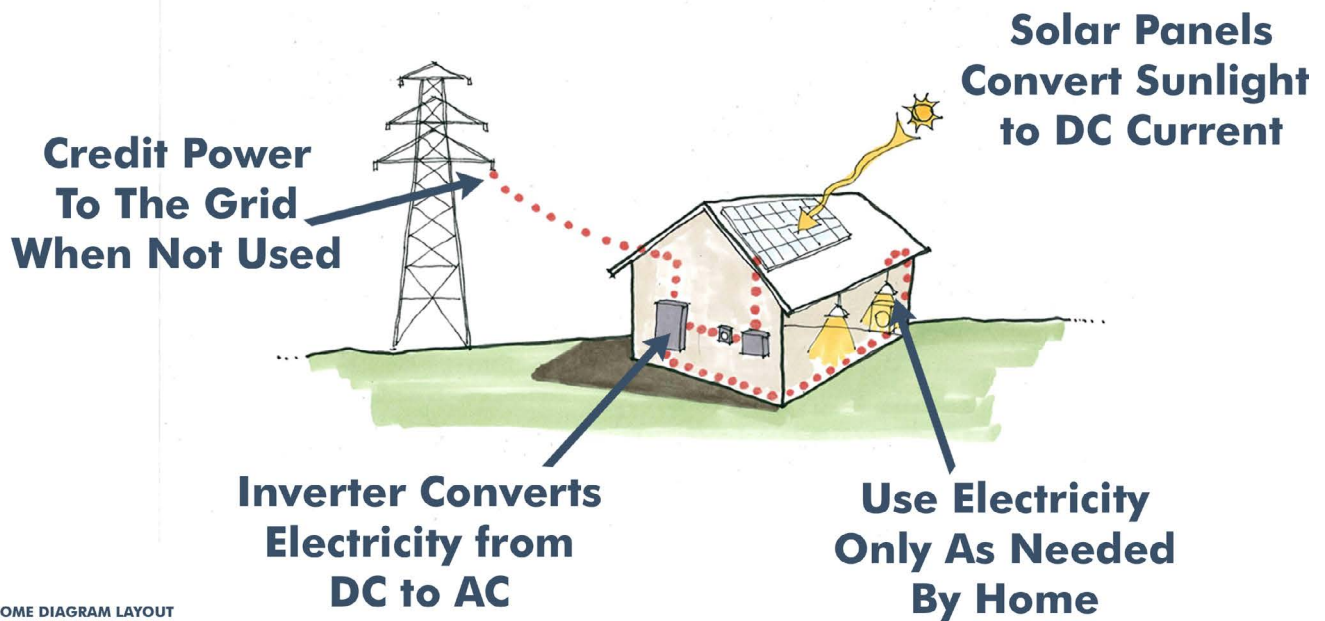 Solar Panels
Convert Sunlight
to DC Current
Credit Power
To The Grid
When Not Used
Inverter Converts
Electricity from
DC to AC
Use Electricity
Only As Needed
By Home
OME DIAGRAM LAYOUT